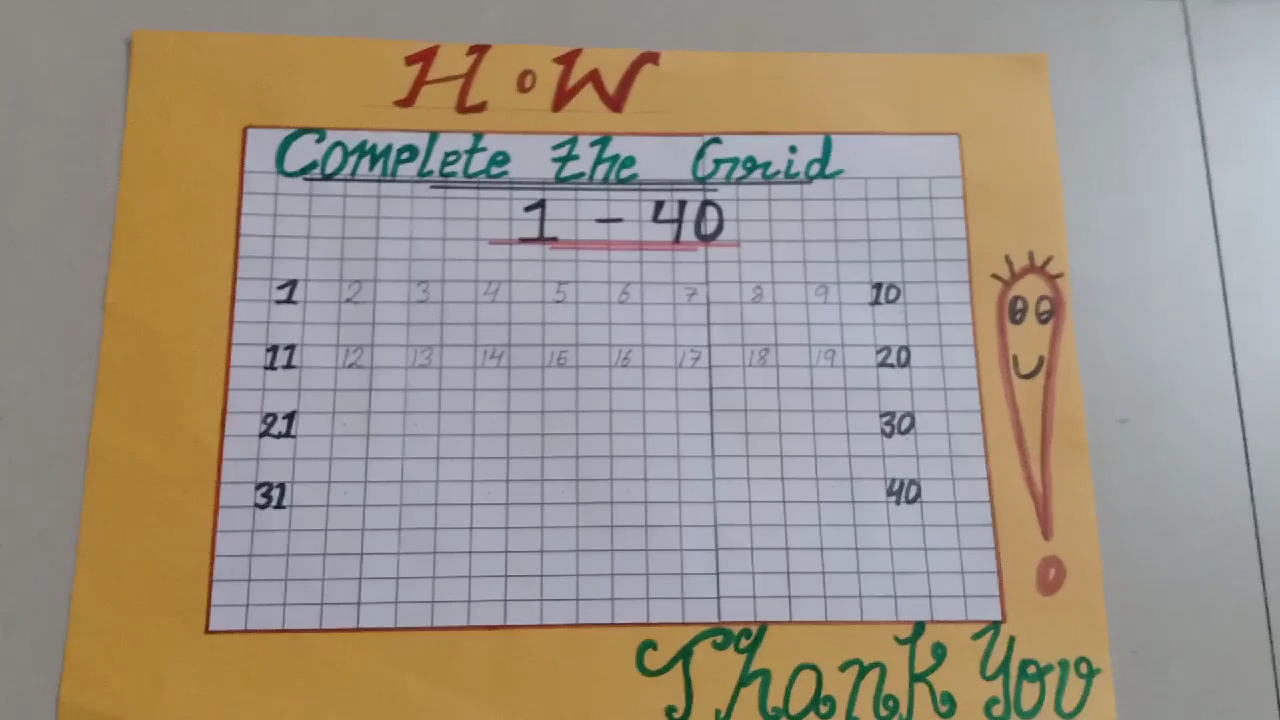 H.W
Complete the Grid
1 - 40
1 2 3 4 5 6 7 8 9 10
11 12 13 14 15 16 17 18 19 20
21 30
31 40
Thank You